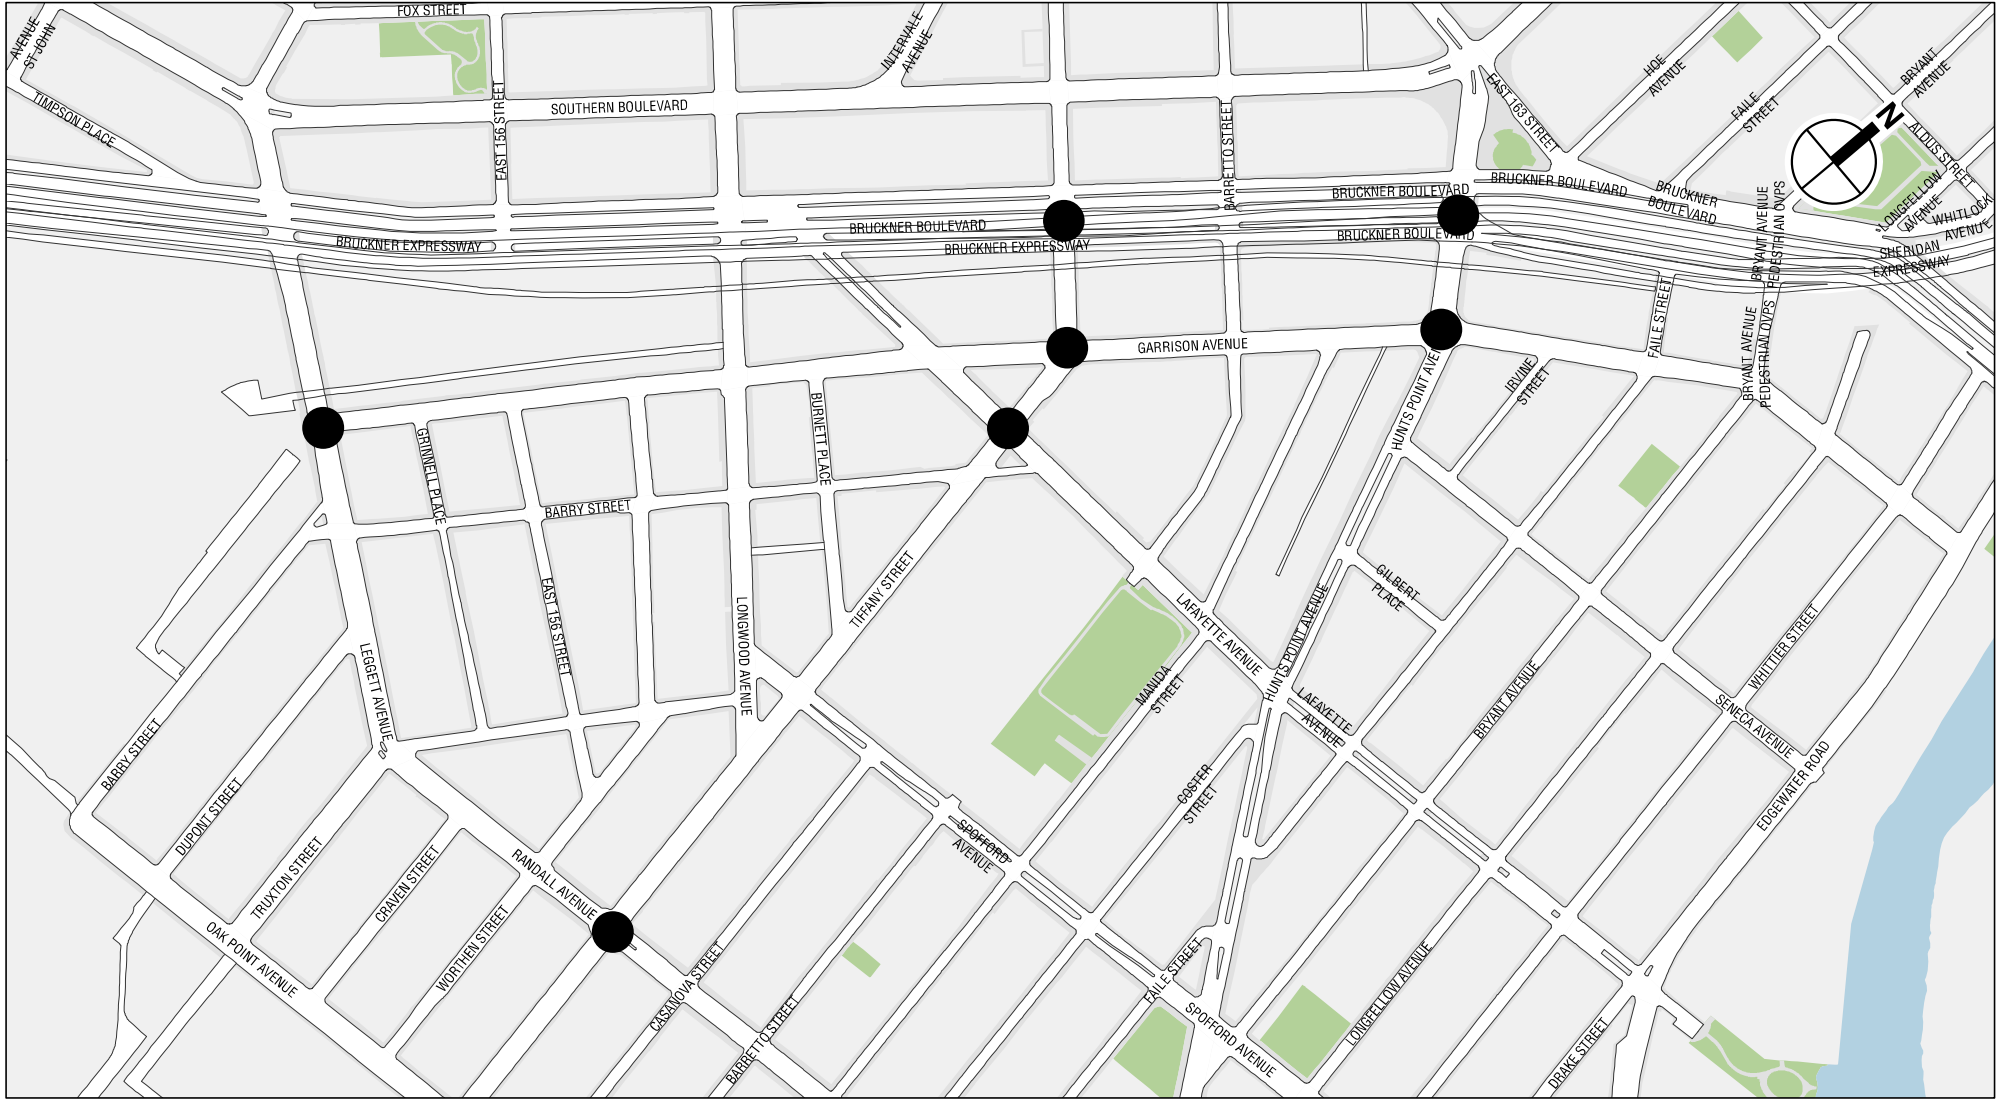 FOX STREET
AVENUE
ST JOHN
INTERVALE
AVENUE
HOE
AVENUE
BRYANT
AVENUE
TIMPSON PLACE
SOUTHERN BOULEVARD
EAST 156 STREET
BARRETTO STREET
EAST 163 STREET
FAILE
STREET
N
ALDUS STREET
BRUCKNER BOULEVARD
BRUCKNER BOULEVARD
BRUCKNER
BOULEVARD
LONGFELLOW
AVENUE
WHITLOCK
AVENUE
BRUCKNER BOULEVARD
BRUCKNER EXPRESSWAY
BRUCKNER EXPRESSWAY
BRUCKNER BOULEVARD
BRYANT AVENUE
PEDESTRIAN OVPS
SHERIDAN
EXPRESSWAY
GARRISON AVENUE
FAILE STREET
BRYANT AVENUE
PEDESTRIAN OVPS
IRVINE
STREET
HUNTS POINT AVENUE
BURNETT PLACE
GRINNELL PLACE
BARRY STREET
TIFFANY STREET
GILBERT
PLACE
LAFAYETTE AVENUE
HUNTS POINT AVENUE
EAST 156 STREET
LONGWOOD AVENUE
LEGGETT AVENUE
MANIDA
STREET
LAFAYETTE
AVENUE
BRYANT AVENUE
WHITTIER STREET
SENECA AVENUE
EDGEWATER ROAD
BARRY STREET
DUPONT STREET
COSTER
STREET
SPOFFORD
AVENUE
TRUXTON STREET
CRAVEN STREET
RANDALL AVENUE
WORTHEN STREET
OAK POINT AVENUE
CASANOVA STREET
BARRETTO STREET
FAILE STREET
SPOFFORD AVENUE
LONGFELLOW AVENUE
DRAKE STREET